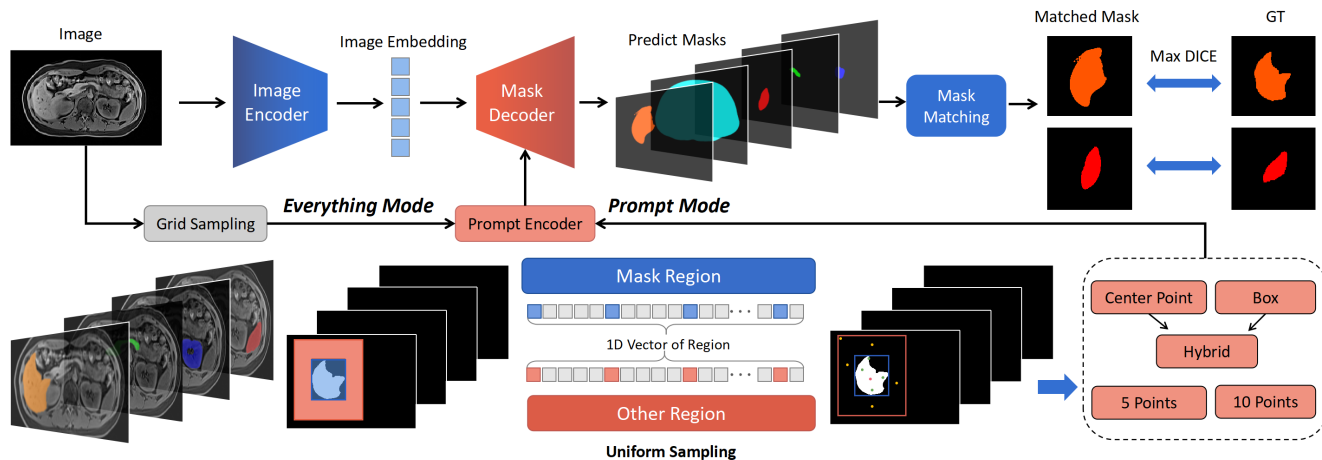 Image
Image
Encoder
Image Embedding
Mask
Decoder
Predict Masks
Mask
Matching
Matched Mask
GT
Max DICE
Grid Sampling
Everything Mode
Prompt Encoder
Prompt Mode
Mask Region
1D Vector of Region
Other Region
Uniform Sampling
Center Point
Box
Hybrid
5 Points
10 Points